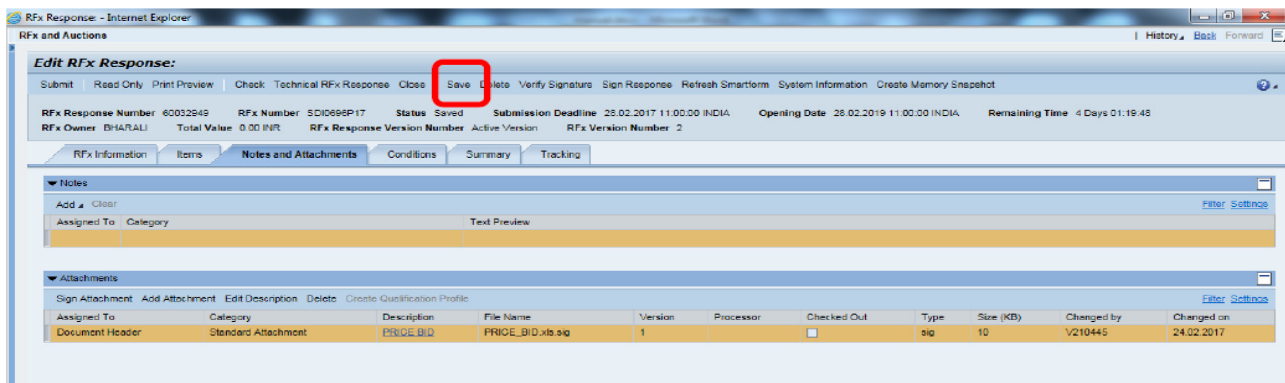 RFx Response: - Internet Explorer
RFx and Auctions
History Back Forward
Edit RFx Response:
Submit Read Only Print Preview Check Technical RFx Response Close Save Delete Verify Signature Sign Response Refresh Smartform System Information Create Memory Snapshot
RFx Response Number 60032949 RFx Number SDI0696P17 Status Saved Submission Deadline 28.02.2017 11:00:00 INDIA Opening Date 28.02.2019 11:00:00 INDIA Remaining Time 4 Days 01:19:48
RFx Owner BHARALI Total Value 0.00 INR RFx Response Version Number Active Version RFx Version Number 2
RFx Information Items Notes and Attachments Conditions Summary Tracking
Notes
Add Clear Filter Settings
Assigned To Category Text Preview
Attachments
Sign Attachment Add Attachment Edit Description Delete Create Qualification Profile Filter Settings
Assigned To Category Description File Name Version Processor Checked Out Type Size (KB) Changed by Changed on
Document Header Standard Attachment PRICE BID PRICE_BID.xls.sig 1 sig 10 V210445 24.02.2017